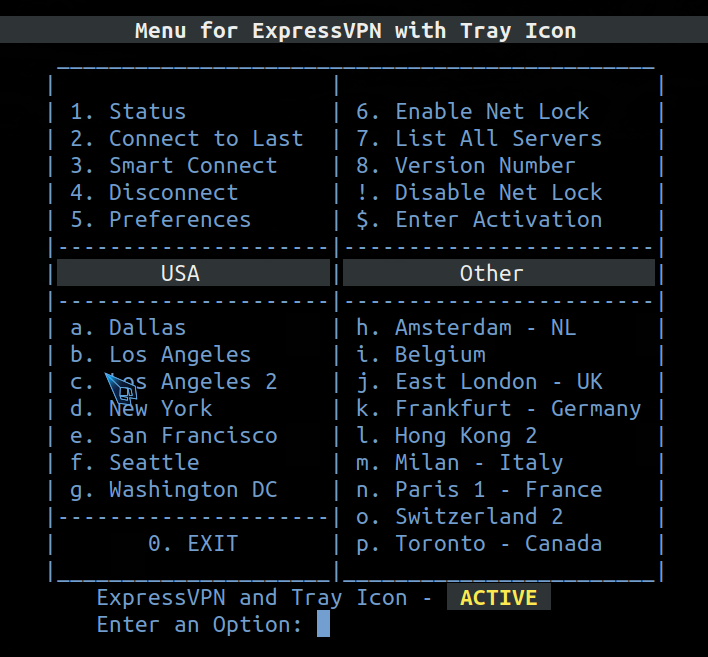 Menu for ExpressVPN with Tray Icon
1. Status
2. Connect to Last
3. Smart Connect
4. Disconnect
5. Preferences
6. Enable Net Lock
7. List All Servers
8. Version Number
!. Disable Net Lock
$. Enter Activation
USA
a. Dallas
b. Los Angeles
c. Los Angeles 2
d. New York
e. San Francisco
f. Seattle
g. Washington DC
0. EXIT
Other
h. Amsterdam - NL
i. Belgium
j. East London - UK
k. Frankfurt - Germany
l. Hong Kong 2
m. Milan - Italy
n. Paris 1 - France
o. Switzerland 2
p. Toronto - Canada
ExpressVPN and Tray Icon - ACTIVE
Enter an Option: